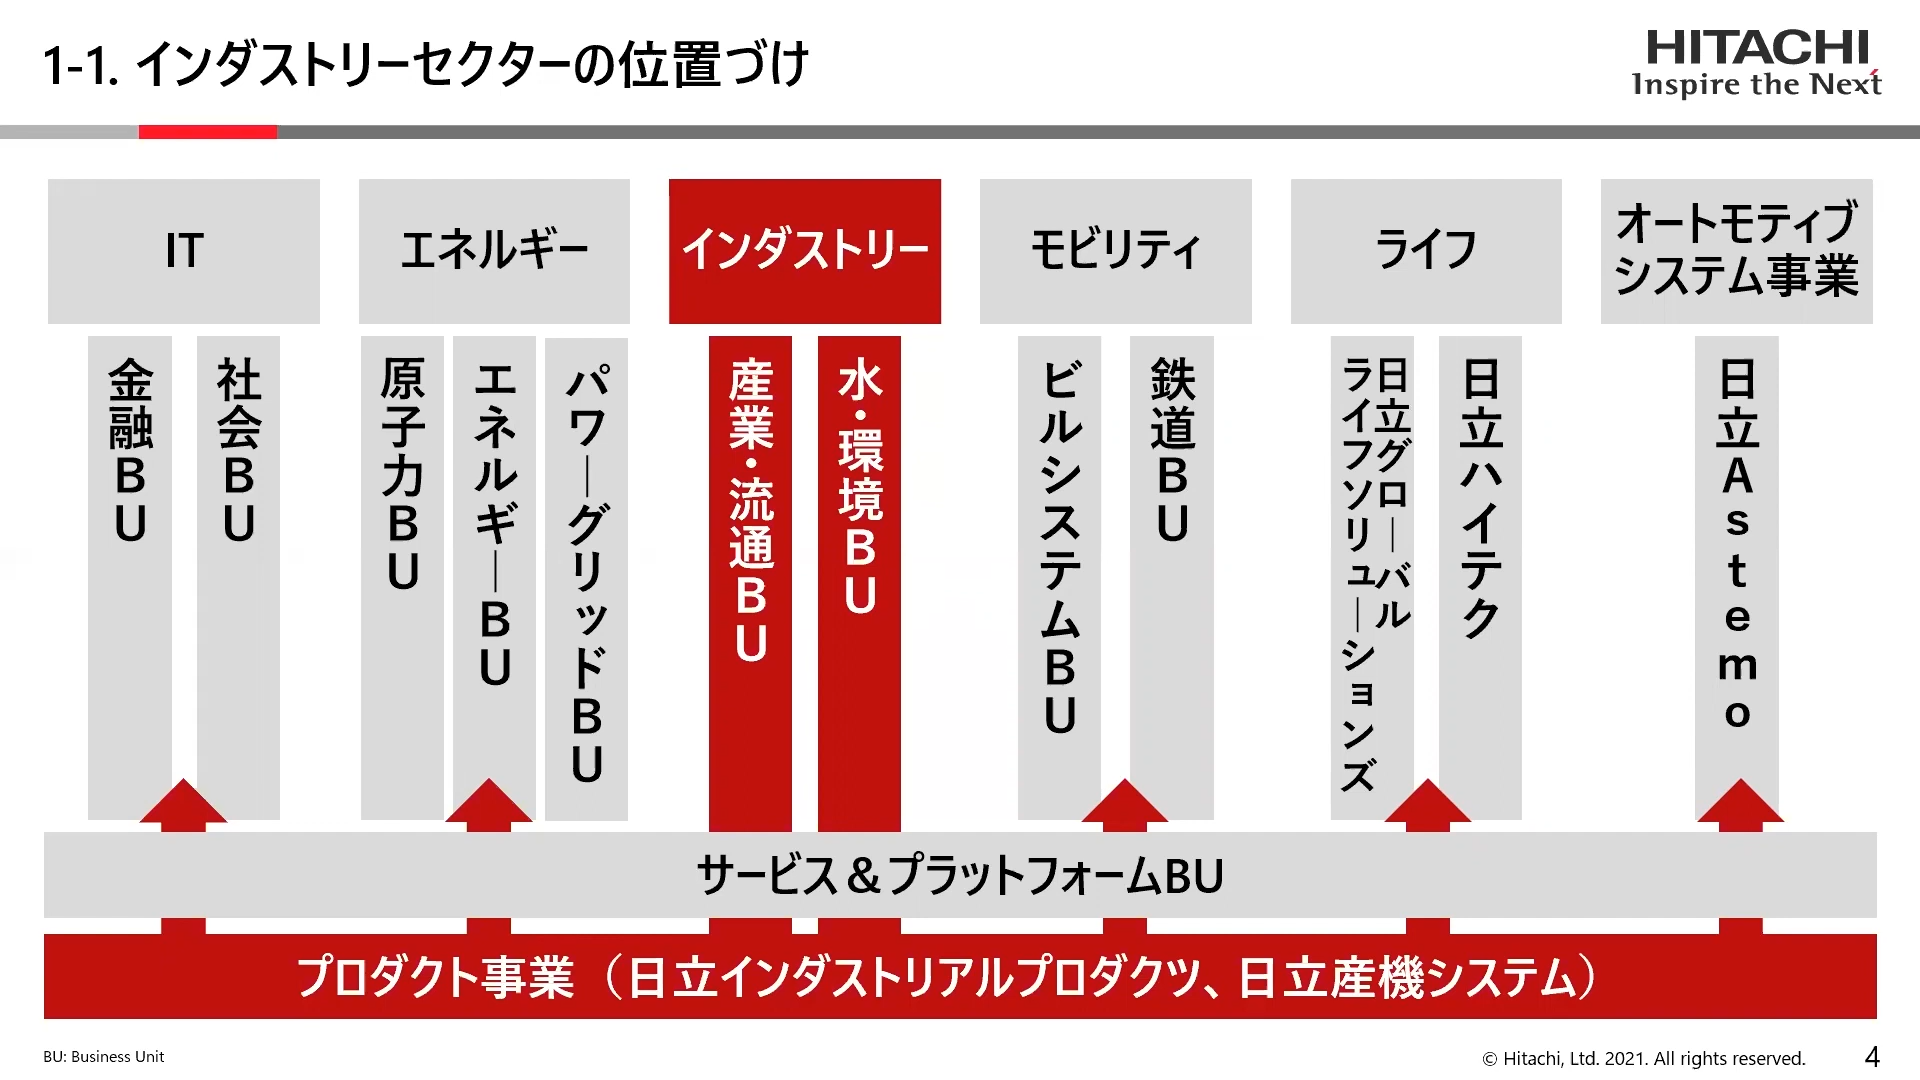 1-1. インダストリーセクターの位置づけ
HITACHI
Inspire the Next
IT
エネルギー
インダストリー
モビリティ
ライフ
オートモティブ
システム事業
金融BU
社会BU
原子力BU
エネルギーBU
パワーグリッドBU
産業・流通BU
水・環境BU
ビルシステムBU
鉄道BU
日立グローバル
ライフソリューションズ
日立ハイテク
日立Astemo
サービス＆プラットフォームBU
プロダクト事業（日立インダストリアルプロダクツ、日立産機システム）
BU: Business Unit
© Hitachi, Ltd. 2021. All rights reserved.
4